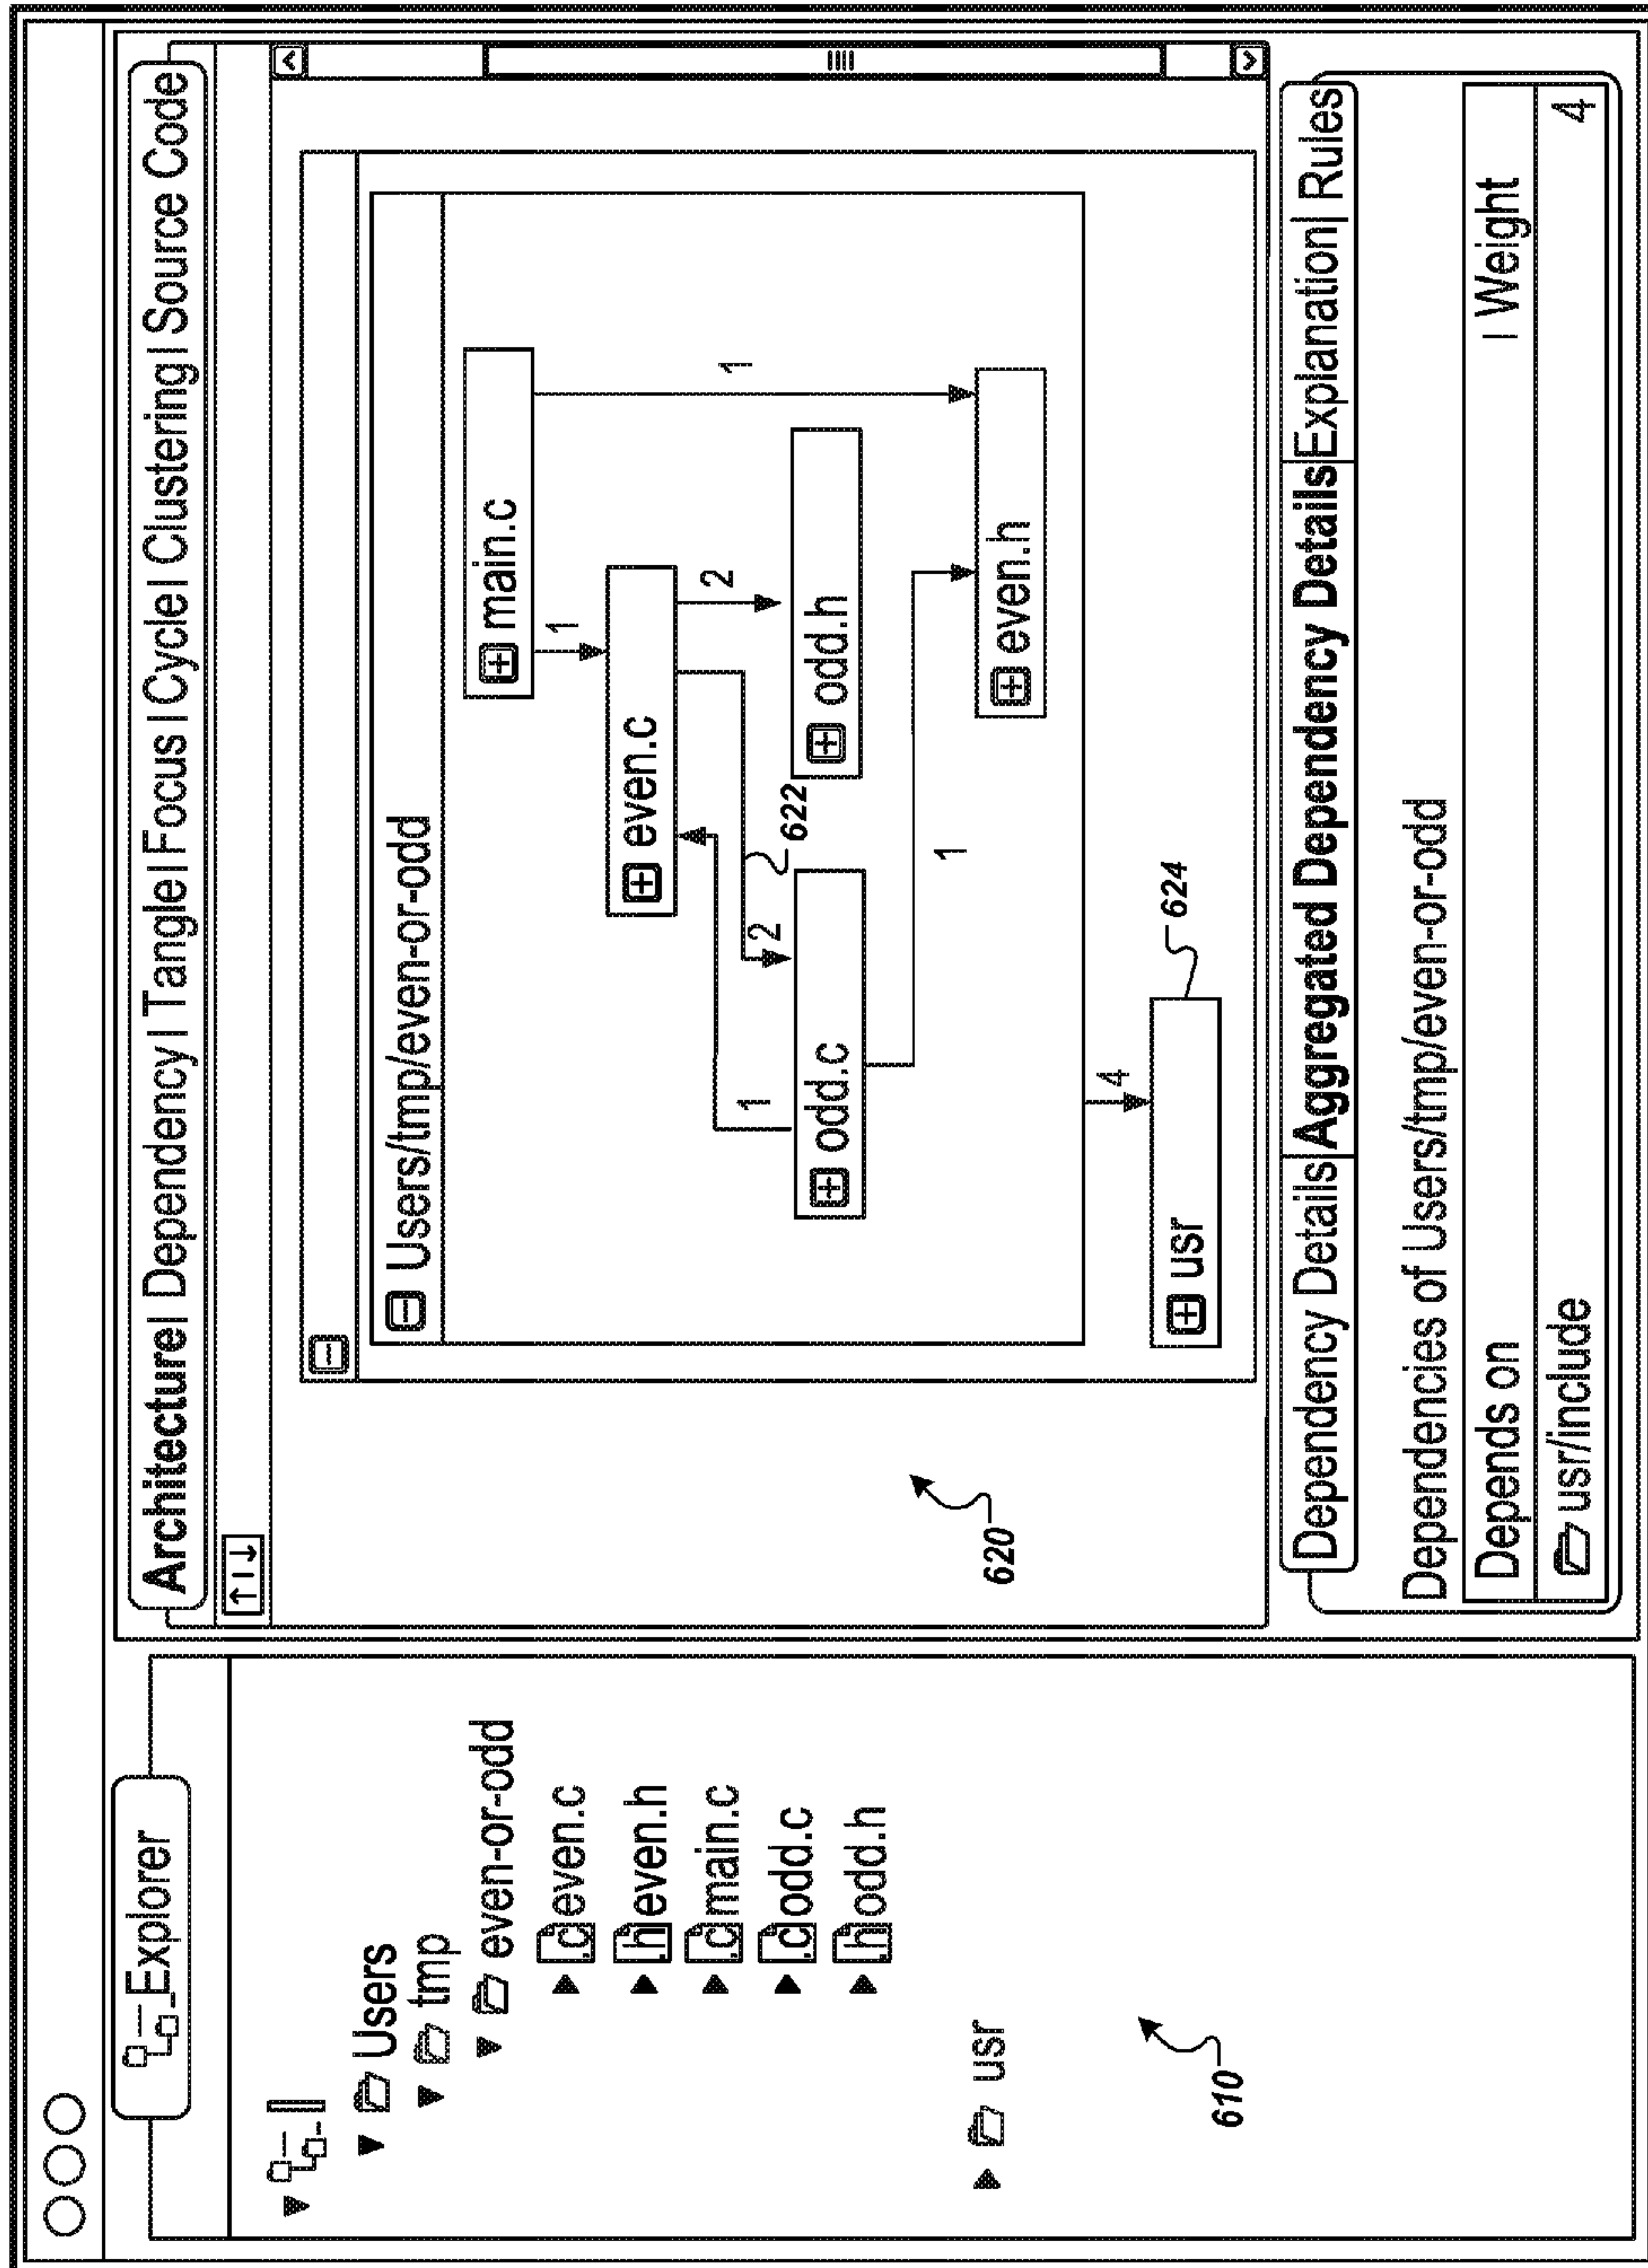 Explorer
Users
tmp
even-or-odd
.c even.c
.h even.h
.c main.c
.c odd.c
.h odd.h
usr
610
Architecture| Dependency| Tangle| Focus | Cycle| Clustering| Source Code
Users/tmp/even-or-odd
main.c
1
even.c
1
2
1
2
622
odd.c
odd.h
1
even.h
4
usr
624
620
Dependency Details| Aggregated Dependency Details| Explanation| Rules
Dependencies of Users/tmp/even-or-odd
Depends on | Weight
usr/include 4